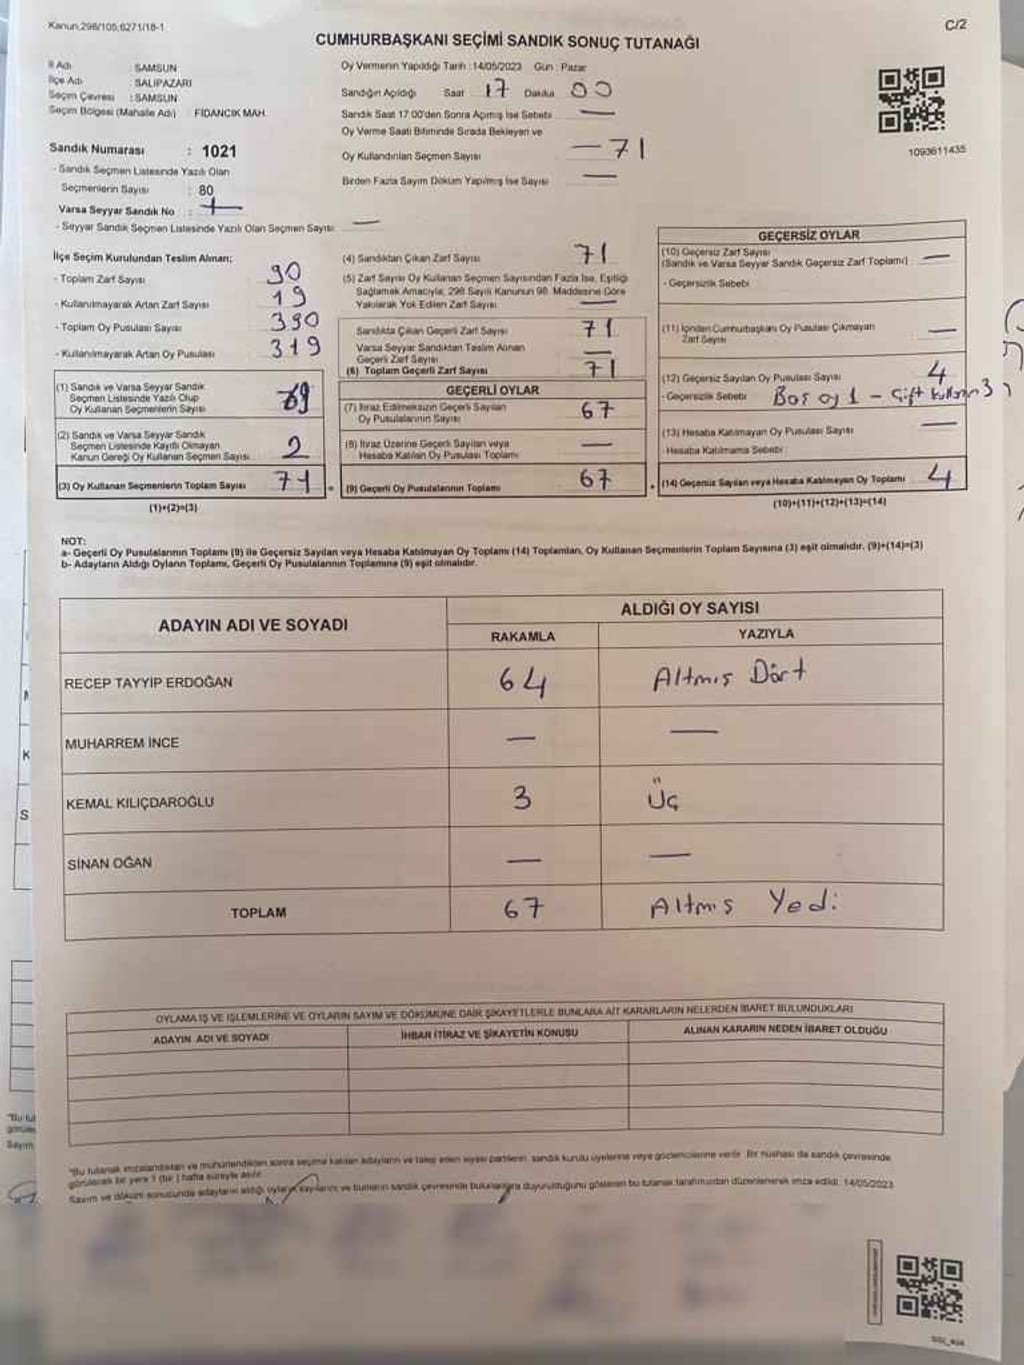 Kanun,298/105,6271/18-1
C/2
CUMHURBAŞKANI SEÇİMİ SANDIK SONUÇ TUTANAĞI
İl Adı : SAMSUN
İlçe Adı : SALIPAZARI
Seçim Çevresi : SAMSUN
Seçim Bölgesi (Mahalle Adı) : FİDANCIK MAH.
Sandık Numarası : 1021
- Sandık Seçmen Listesinde Yazılı Olan
Seçmenlerin Sayısı : 80
Varsa Seyyar Sandık No :
- Seyyar Sandık Seçmen Listesinde Yazılı Olan Seçmen Sayısı: —
Oy Vermenin Yapıldığı Tarih :14/05/2023 Gün : Pazar
Sandığın Açıldığı Saat 17 Dakika 00
Sandık Saat 17:00'den Sonra Açılmış İse Sebebi —
Oy Verme Saati Bitiminde Sırada Bekleyen ve
Oy Kullandırılan Seçmen Sayısı — 71
Birden Fazla Sayım Döküm Yapılmış İse Sayısı —
1093611435
İlçe Seçim Kurulundan Teslim Alınan;
- Toplam Zarf Sayısı 90
- Kullanılmayarak Artan Zarf Sayısı 19
- Toplam Oy Pusulası Sayısı 390
- Kullanılmayarak Artan Oy Pusulası 319
(1) Sandık ve Varsa Seyyar Sandık
Seçmen Listesinde Yazılı Olup
Oy Kullanan Seçmenlerin Sayısı 69
(2) Sandık ve Varsa Seyyar Sandık
Seçmen Listesinde Kayıtlı Olmayan
Kanun Gereği Oy Kullanan Seçmen Sayısı 2
(3) Oy Kullanan Seçmenlerin Toplam Sayısı 71
(1)+(2)=(3)
(4) Sandıktan Çıkan Zarf Sayısı 71
(5) Zarf Sayısı Oy Kullanan Seçmen Sayısından Fazla İse, Eşitliği
Sağlamak Amacıyla, 298 Sayılı Kanunun 98. Maddesine Göre
Yakılarak Yok Edilen Zarf Sayısı —
Sandıkta Çıkan Geçerli Zarf Sayısı 71
Varsa Seyyar Sandıktan Teslim Alınan
Geçerli Zarf Sayısı —
(6) Toplam Geçerli Zarf Sayısı 71
GEÇERLİ OYLAR
(7) İtiraz Edilmeksizin Geçerli Sayılan
Oy Pusulalarının Sayısı 67
(8) İtiraz Üzerine Geçerli Sayılan veya
Hesaba Katılan Oy Pusulası Toplamı —
(9) Geçerli Oy Pusulalarının Toplamı 67
GEÇERSİZ OYLAR
(10) Geçersiz Zarf Sayısı
(Sandık ve Varsa Seyyar Sandık Geçersiz Zarf Toplamı) —
- Geçersizlik Sebebi
(11) İçinden Cumhurbaşkanı Oy Pusulası Çıkmayan
Zarf Sayısı —
(12) Geçersiz Sayılan Oy Pusulası Sayısı 4
- Geçersizlik Sebebi Boş oy 1 - Çift kullanım 3
(13) Hesaba Katılmayan Oy Pusulası Sayısı —
- Hesaba Katılmama Sebebi
(14) Geçersiz Sayılan veya Hesaba Katılmayan Oy Toplamı 4
(10)+(11)+(12)+(13)=(14)
NOT:
a- Geçerli Oy Pusulalarının Toplamı (9) ile Geçersiz Sayılan veya Hesaba Katılmayan Oy Toplamı (14) Toplamları, Oy Kullanan Seçmenlerin Toplam Sayısına (3) eşit olmalıdır. (9)+(14)=(3)
b- Adayların Aldığı Oyların Toplamı, Geçerli Oy Pusulalarının Toplamına (9) eşit olmalıdır.
ADAYIN ADI VE SOYADI
ALDIĞI OY SAYISI
RAKAMLA YAZIYLA
RECEP TAYYİP ERDOĞAN 64 Altmış Dört
MUHARREM İNCE — —
KEMAL KILIÇDAROĞLU 3 Üç
SİNAN OĞAN — —
TOPLAM 67 Altmış Yedi
OYLAMA İŞ VE İŞLEMLERİNE VE OYLARIN SAYIM VE DÖKÜMÜNE DAİR ŞİKAYETLERLE BUNLARA AİT KARARLARIN NELERDEN İBARET BULUNDUKLARI
ADAYIN ADI VE SOYADI İHBAR İTİRAZ VE ŞİKAYETİN KONUSU ALINAN KARARIN NEDEN İBARET OLDUĞU
*Bu tutanak imzalandıktan ve mühürlendikten sonra seçime katılan adayların ve talep eden siyasi partilerin sandık kurulu üyelerine veya gözlemcilerine verilir. Bir nüshası da sandık çevresinde
görülecek bir yere 1 (bir) hafta süreyle asılır.
Sayım ve döküm sonucunda adayların aldığı oyların sayılarını ve bunların sandık çevresinde bulunanlara duyurulduğunu gösteren bu tutanak tarafımızdan düzenlenerek imza edildi. 14/05/2023